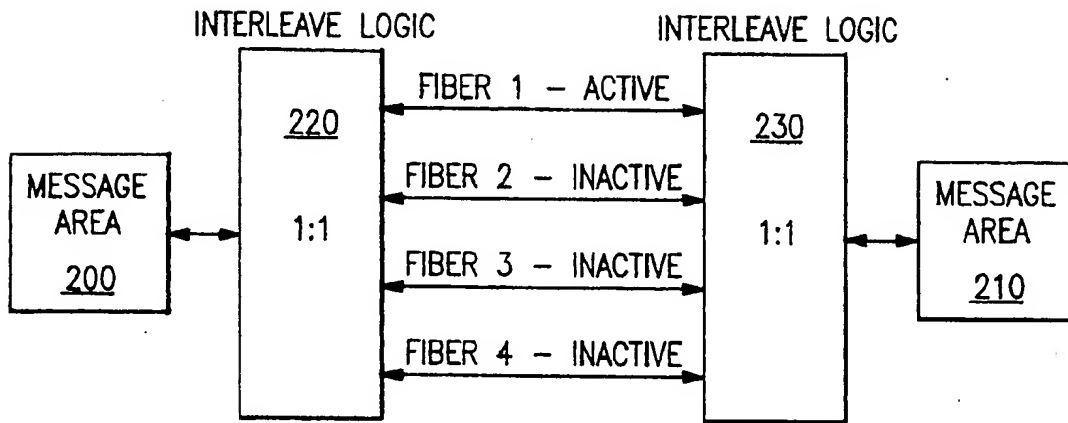 INTERLEAVE LOGIC
INTERLEAVE LOGIC
FIBER 1 – ACTIVE
220
230
FIBER 2 – INACTIVE
MESSAGE
AREA
200
1:1
1:1
MESSAGE
AREA
210
FIBER 3 – INACTIVE
FIBER 4 – INACTIVE